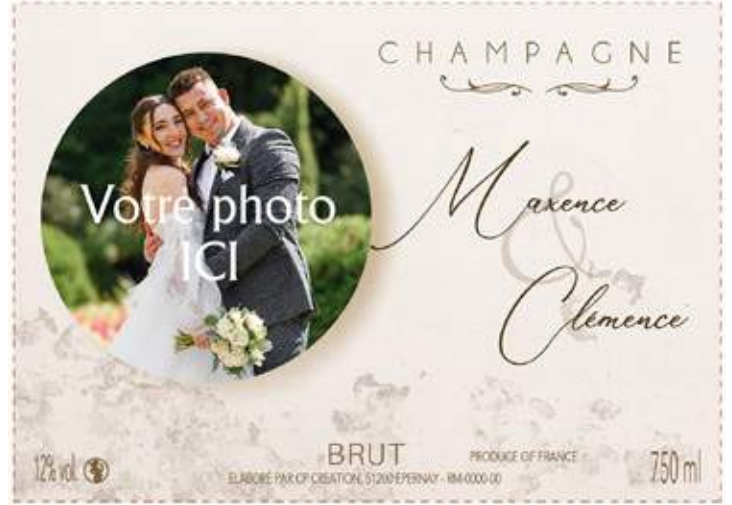 CHAMPAGNE
Votre photo
ICI
Maxence
&
Clémence
12% vol.
BRUT
PRODUCE OF FRANCE
750 ml
ELABORÉ PAR OP CREATION, 51200 EPERNAY - RM-0000-00